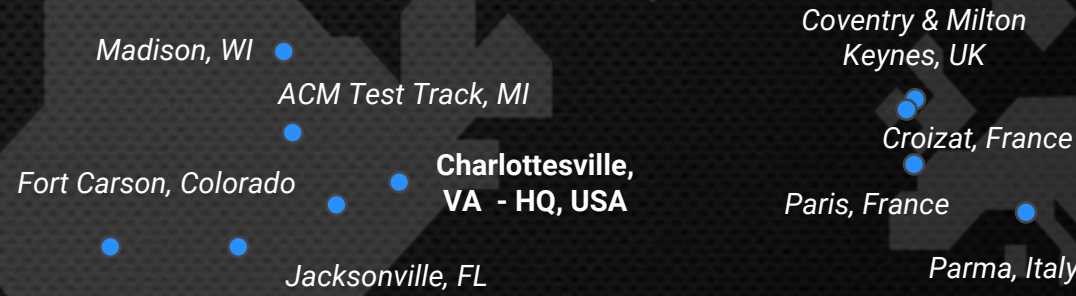 Coventry & Milton
Keynes, UK
Madison, WI
ACM Test Track, MI
Croizat, France
Charlottesville,
VA - HQ, USA
Fort Carson, Colorado
Paris, France
Jacksonville, FL
Parma, Italy